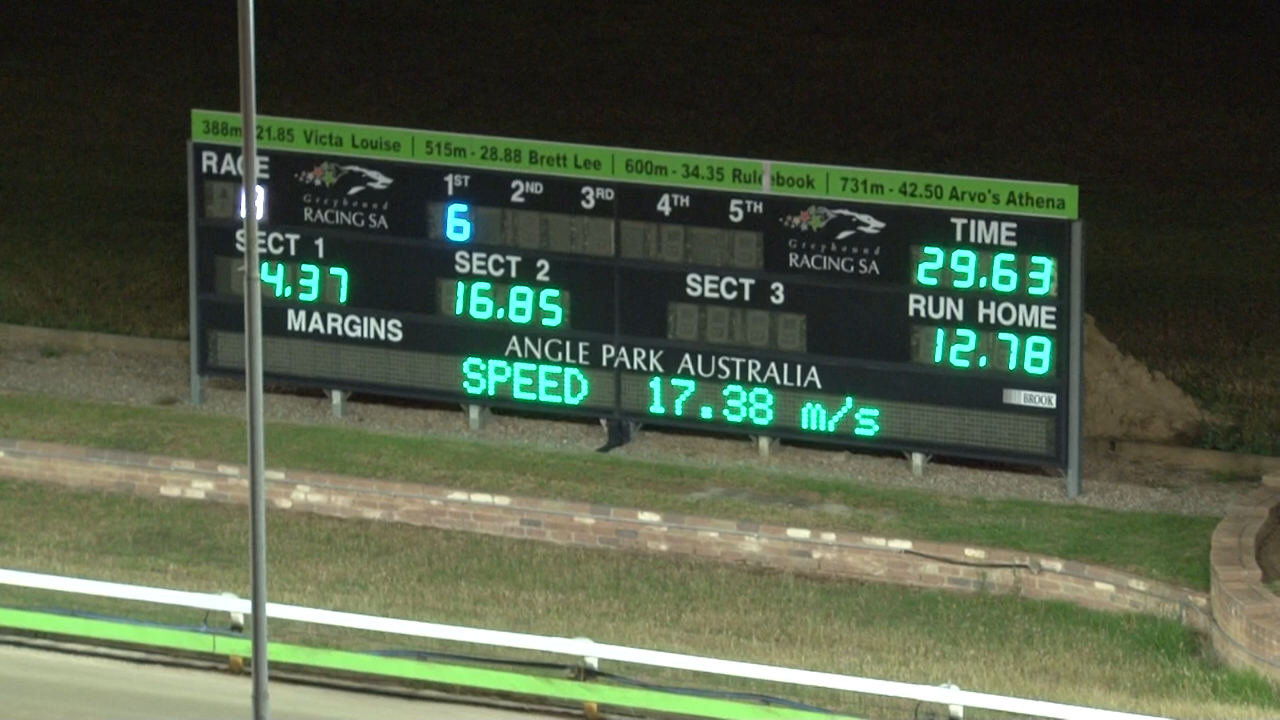 388m 21.85 Victa Louise | 515m - 28.88 Brett Lee | 600m - 34.35 Rulebook | 731m - 42.50 Arvo's Athena
RACE
Greyhound
RACING SA
1ST 2ND 3RD 4TH 5TH
6
Greyhound
RACING SA
TIME
29.63
SECT 1
4.37
SECT 2
16.85
SECT 3
RUN HOME
12.78
MARGINS
ANGLE PARK AUSTRALIA
SPEED 17.38 m/s
BROOK